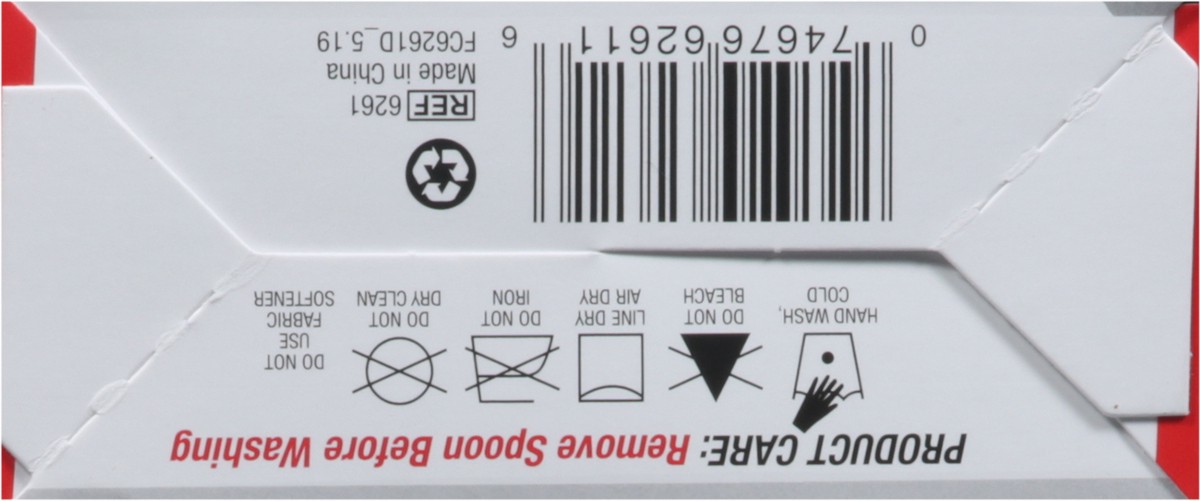 PRODUCT CARE: Remove Spoon Before Washing
HAND WASH,
COLD
DO NOT
BLEACH
LINE DRY
AIR DRY
DO NOT
IRON
DO NOT
DRY CLEAN
DO NOT
USE
FABRIC
SOFTENER
0 74676 62611 6
REF 6261
Made in China
FC6261D_5.19